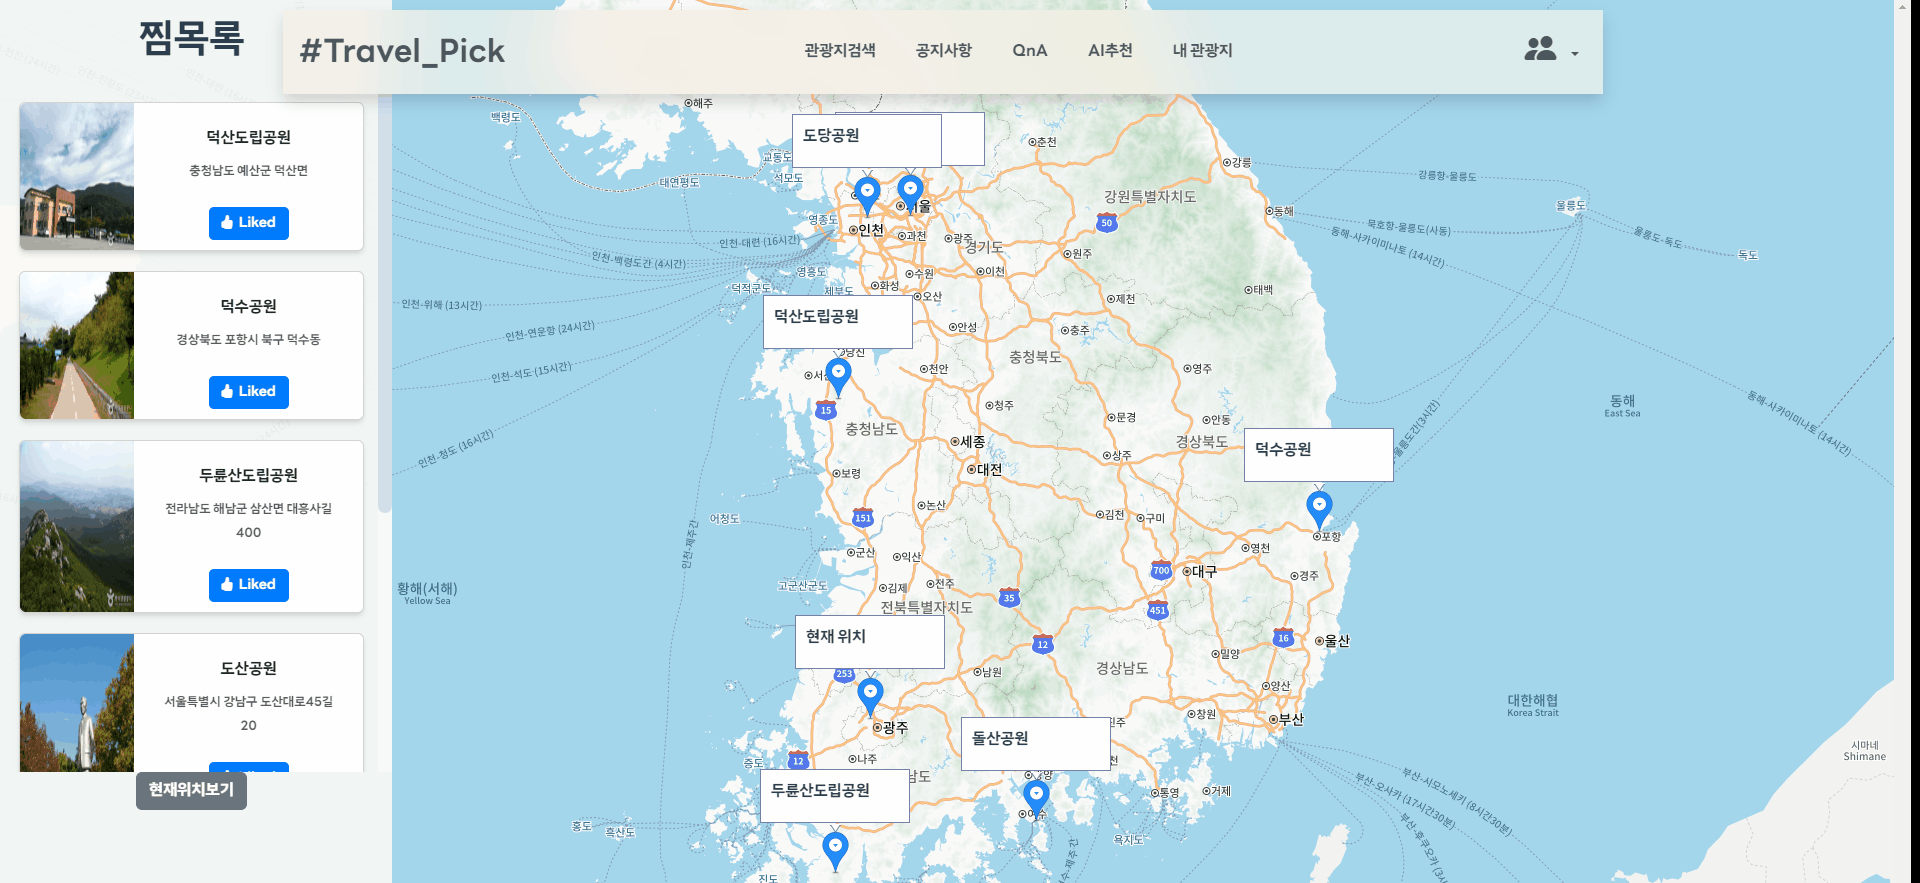 찜목록
#Travel_Pick
관광지검색
공지사항
QnA
AI추천
내 관광지
덕산도립공원
충청남도 예산군 덕산면
Liked
덕수공원
경상북도 포항시 북구 덕수동
Liked
두륜산도립공원
전라남도 해남군 삼산면 대흥사길
400
Liked
도산공원
서울특별시 강남구 도산대로45길
20
현재위치보기
해주
백령도
도당공원
춘천
강릉
교동도
석모도
태연평도
강원특별자치도
강릉항-울릉도
50
동해
울릉도
서울
영종도
인천
과천
광주
경기도
원주
묵호항-울릉도(시동)
동해-사카이미나토 (14시간)
울릉도-독도
독도
인천-대련 (16시간)
인천-백령도간 (4시간)
영흥도
수원
이천
덕적군도
제부도
화성
오산
제천
태백
인천-위해 (13시간)
인천-연운항 (24시간)
덕산도립공원
안성
충주
당진
충청북도
인천-석도 (15시간)
천안
영주
15
청주
문경
안동
동해
East Sea
동해-사카이미나토 (14시간)
충청남도
세종
경상북도
인천-청도 (16시간)
대전
상주
덕수공원
울릉도간(3시간)
보령
논산
151
어청도
김천
구미
포항
영천
인천-제주간
군산
익산
700
대구
경주
황해(서해)
Yellow Sea
고군산군도
김제
전주
35
전북특별자치도
451
현재 위치
12
16
울산
밀양
253
남원
경상남도
양산
대한해협
Korea Strait
창원
부산
광주
돌산공원
진주
12
나주
증도
남도
시마네
Shimane
두륜산도립공원
통영
거제
부산-시모노세키 (8시간30분)
부산-오사카 (17시간30분)
홍도
흑산도
욕지도
진도